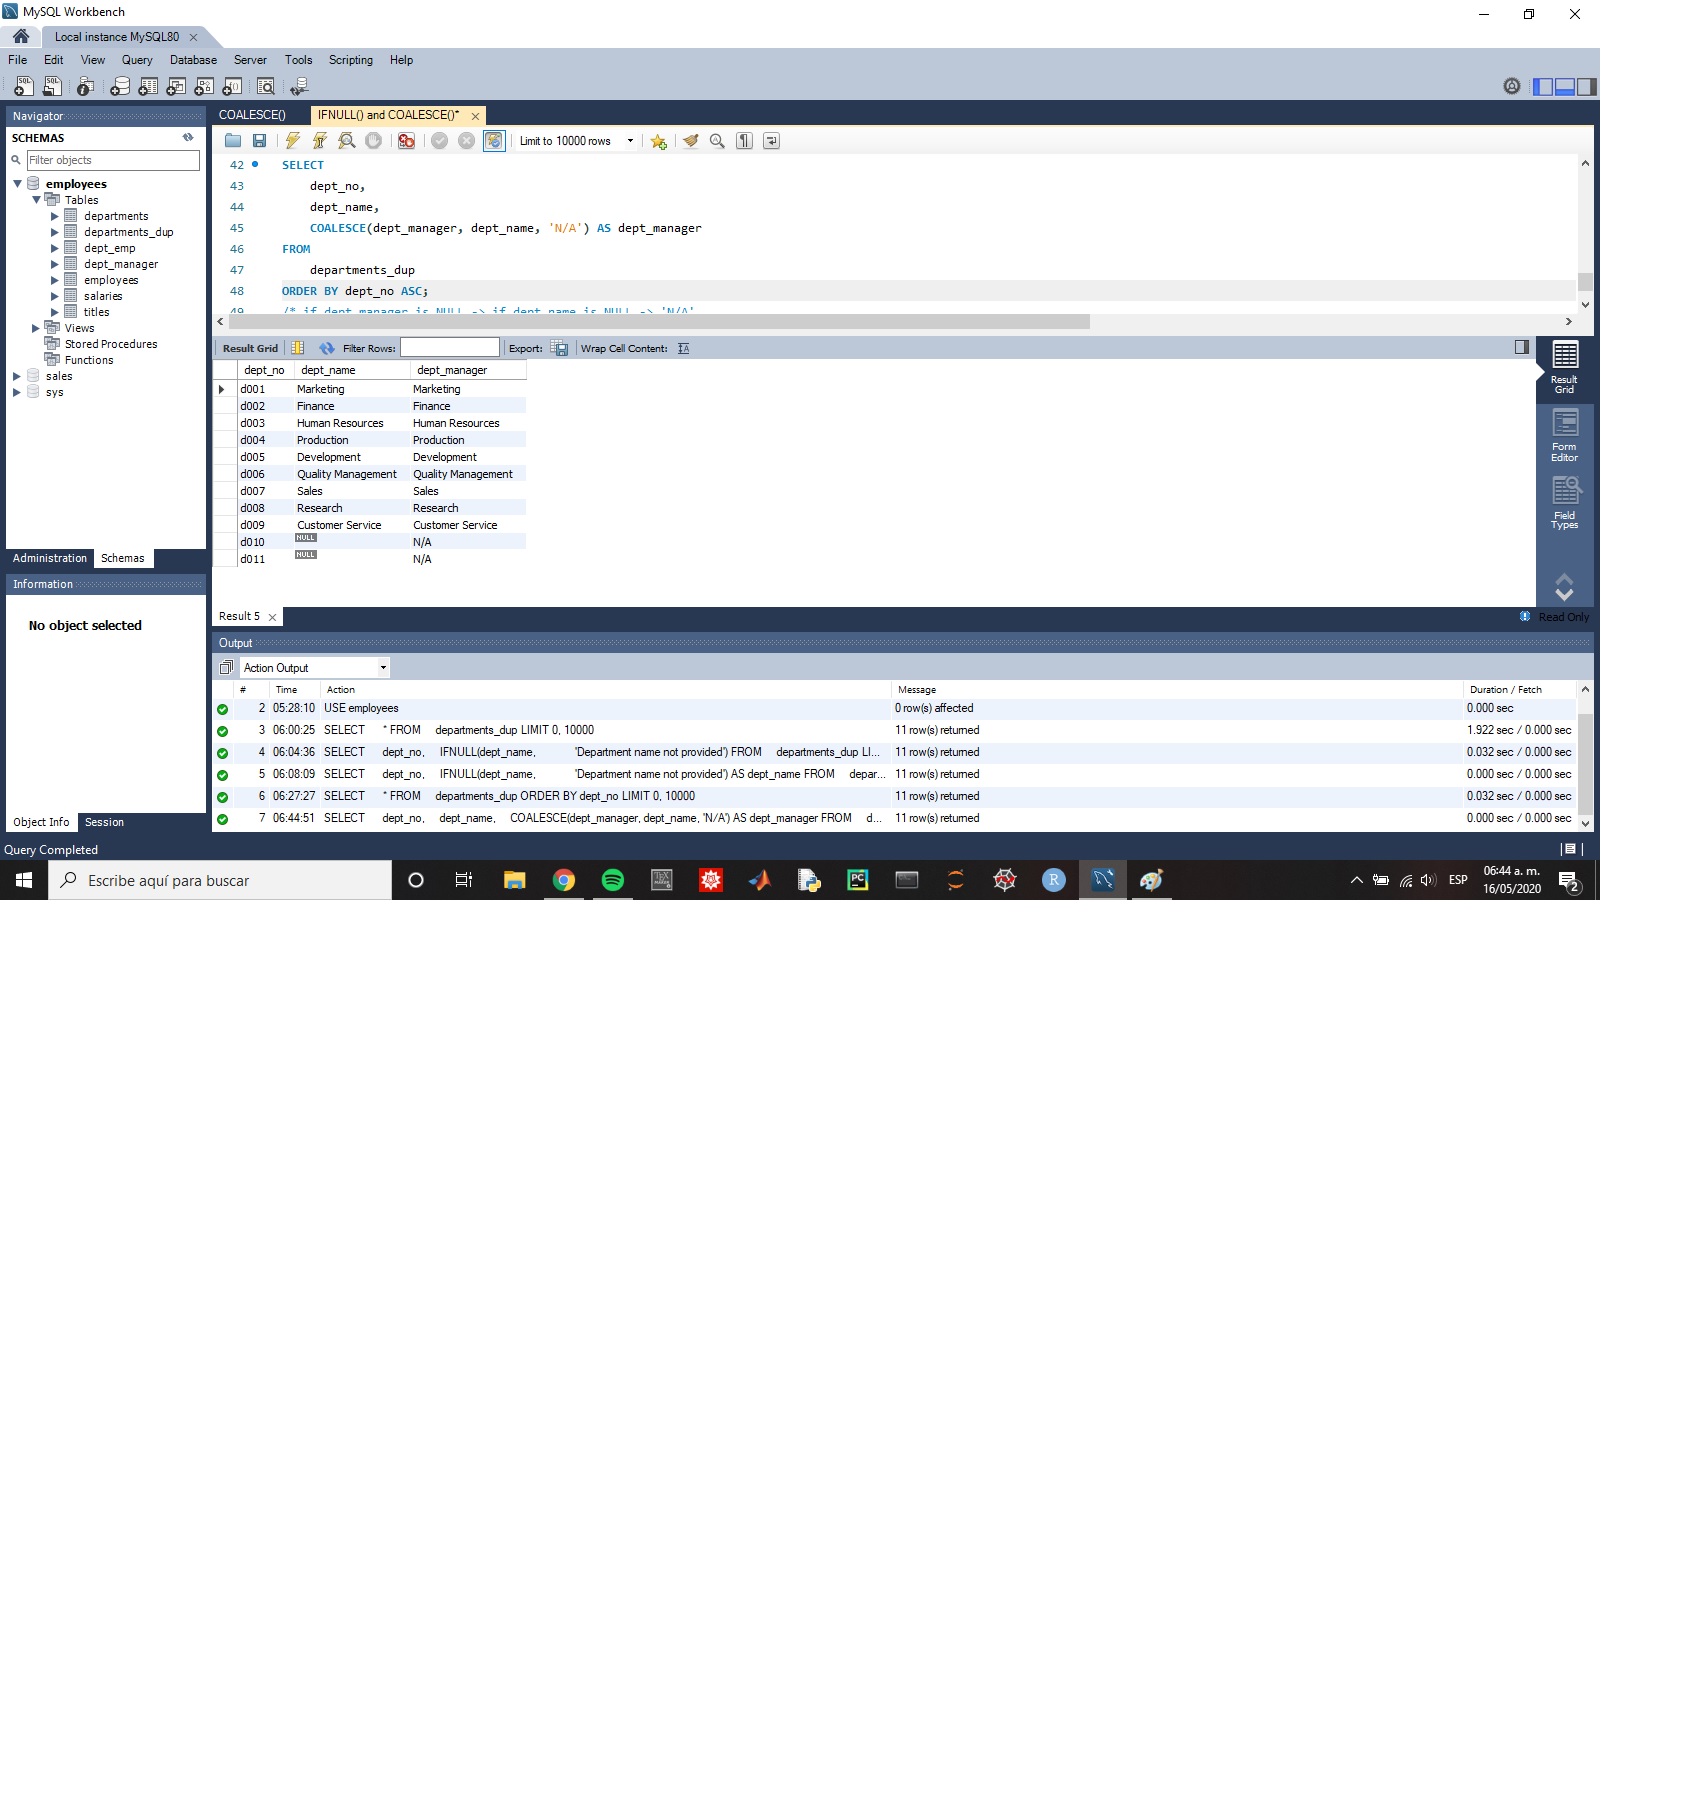 MySQL Workbench
Local instance MySQL80
File Edit View Query Database Server Tools Scripting Help
Navigator
SCHEMAS
Filter objects
employees
Tables
departments
departments_dup
dept_emp
dept_manager
employees
salaries
titles
Views
Stored Procedures
Functions
sales
sys
Administration Schemas
Information
No object selected
Object Info Session
COALESCE() IFNULL() and COALESCE()*
Limit to 10000 rows
42 SELECT
43 dept_no,
44 dept_name,
45 COALESCE(dept_manager, dept_name, 'N/A') AS dept_manager
46 FROM
47 departments_dup
48 ORDER BY dept_no ASC;
49 /* if dept_manager is NULL -> if dept_name is NULL -> 'N/A'
Result Grid Filter Rows: Export: Wrap Cell Content:
dept_no dept_name dept_manager
d001 Marketing Marketing
d002 Finance Finance
d003 Human Resources Human Resources
d004 Production Production
d005 Development Development
d006 Quality Management Quality Management
d007 Sales Sales
d008 Research Research
d009 Customer Service Customer Service
d010 NULL N/A
d011 NULL N/A
Result Grid
Form Editor
Field Types
Result 5
Read Only
Output
Action Output
# Time Action Message Duration / Fetch
2 05:28:10 USE employees 0 row(s) affected 0.000 sec
3 06:00:25 SELECT * FROM departments_dup LIMIT 0, 10000 11 row(s) returned 1.922 sec / 0.000 sec
4 06:04:36 SELECT dept_no, IFNULL(dept_name, 'Department name not provided') FROM departments_dup LI... 11 row(s) returned 0.032 sec / 0.000 sec
5 06:08:09 SELECT dept_no, IFNULL(dept_name, 'Department name not provided') AS dept_name FROM depar... 11 row(s) returned 0.000 sec / 0.000 sec
6 06:27:27 SELECT * FROM departments_dup ORDER BY dept_no LIMIT 0, 10000 11 row(s) returned 0.032 sec / 0.000 sec
7 06:44:51 SELECT dept_no, dept_name, COALESCE(dept_manager, dept_name, 'N/A') AS dept_manager FROM d... 11 row(s) returned 0.000 sec / 0.000 sec
Query Completed
Escribe aquí para buscar
ESP
06:44 a. m.
16/05/2020
2